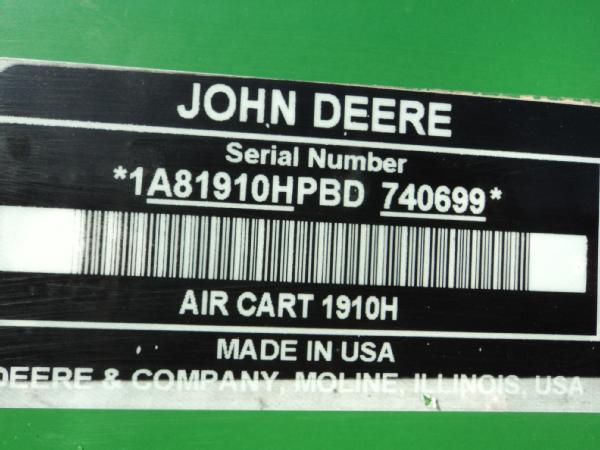 JOHN DEERE
Serial Number
*1A81910HPBD 740699*
AIR CART 1910H
MADE IN USA
DEERE & COMPANY, MOLINE, ILLINOIS, USA